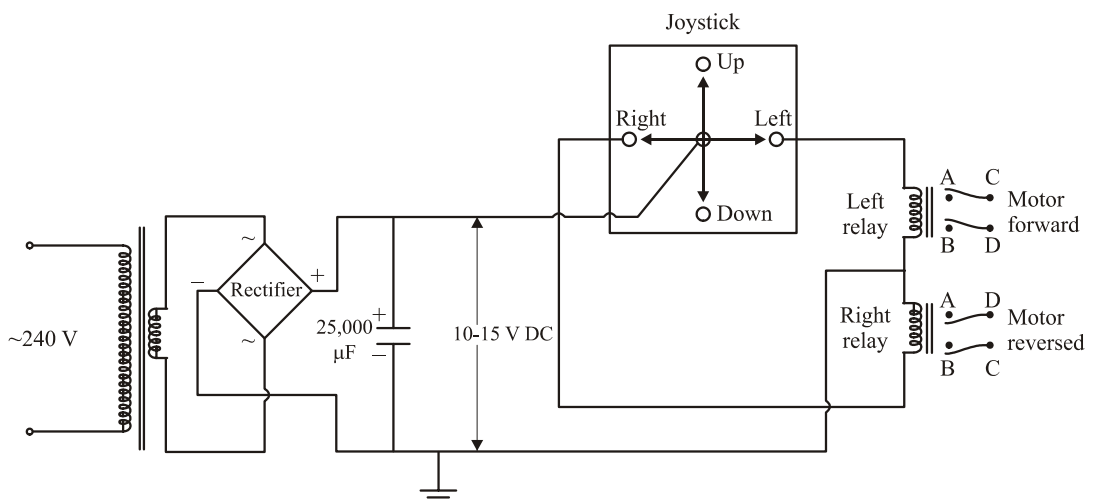 Joystick
Up
Right
Left
Down
A C
Left relay
Motor forward
B D
~
− Rectifier +
~
~240 V
25,000 μF
+
−
10-15 V DC
A D
Right relay
Motor reversed
B C